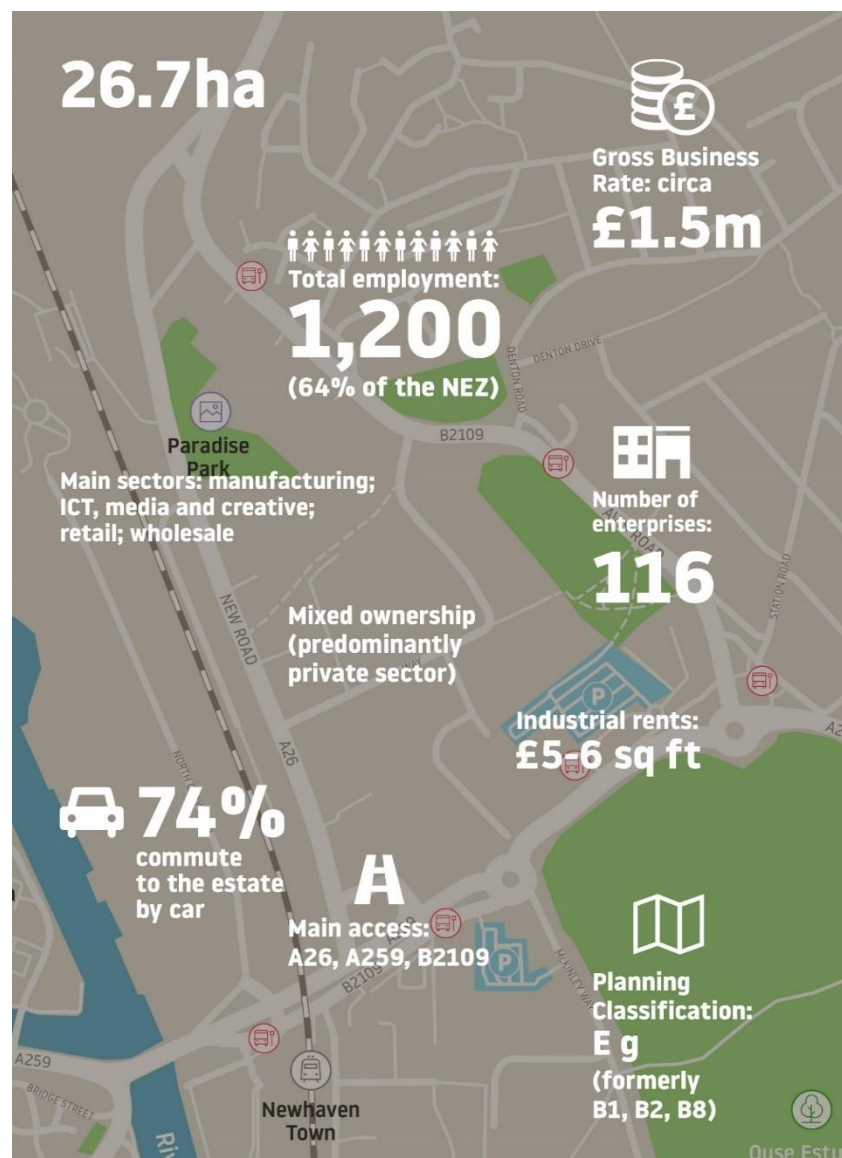 26.7ha
£
Gross Business
Rate: circa
£1.5m
Total employment:
1,200
(64% of the NEZ)
DENTON DRIVE
DENTON ROAD
B2109
Paradise
Park
Main sectors: manufacturing;
ICT, media and creative;
retail; wholesale
Number of
enterprises:
116
ROAD
STATION ROAD
NEW ROAD
Mixed ownership
(predominantly
private sector)
WAY
P
Industrial rents:
£5-6 sq ft
A26
74%
commute
to the estate
by car
Main access:
A26, A259, B2109
B2109
P
McKINLEY WAY
Planning
Classification:
E g
(formerly
B1, B2, B8)
A259
BRIDGE STREET
Newhaven
Town